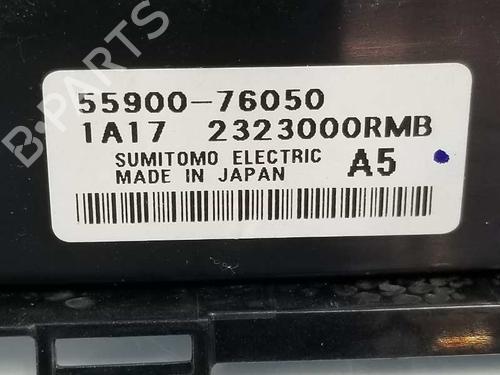 B-PARTS
55900-76050
1A17 2323000RMB
SUMITOMO ELECTRIC
MADE IN JAPAN A5